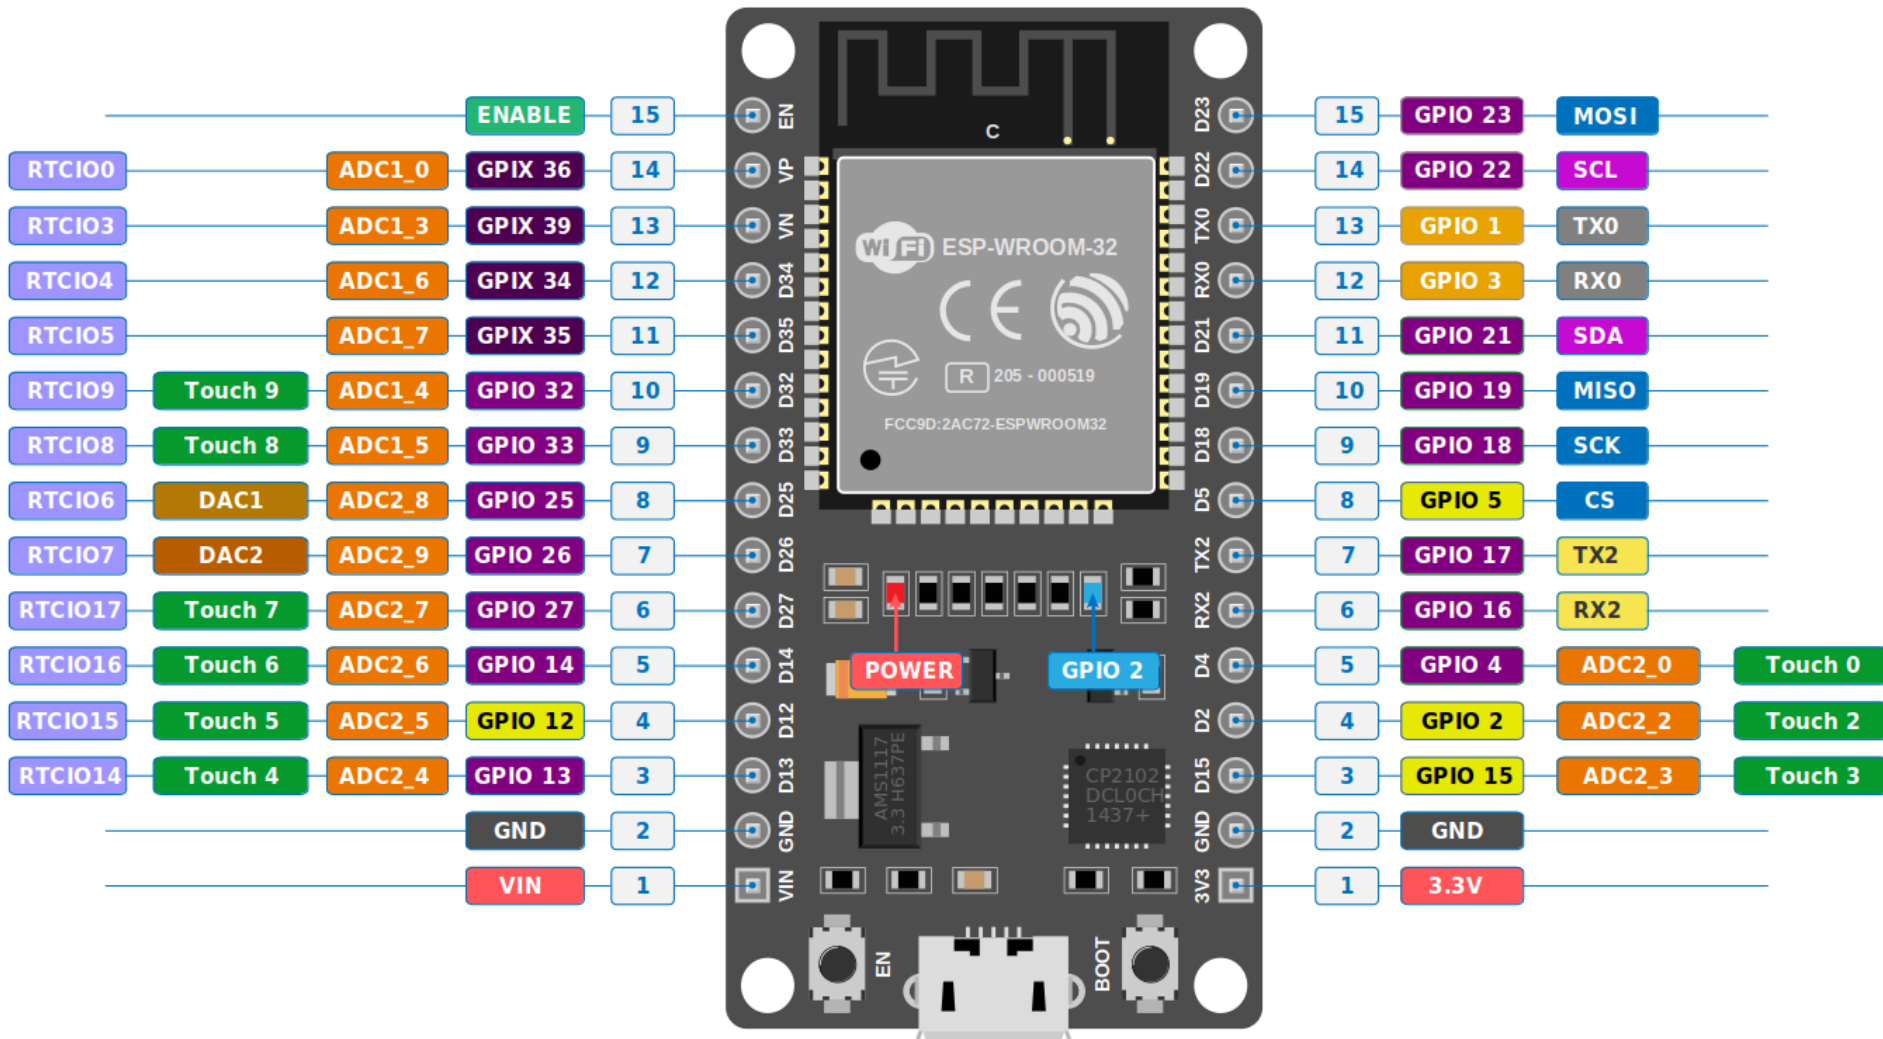 ENABLE 15 EN D23 15 GPIO 23 MOSI
C
RTCIO0 ADC1_0 GPIX 36 14 VP D22 14 GPIO 22 SCL
RTCIO3 ADC1_3 GPIX 39 13 VN TX0 13 GPIO 1 TX0
WiFi ESP-WROOM-32
RTCIO4 ADC1_6 GPIX 34 12 D34 RX0 12 GPIO 3 RX0
CE
RTCIO5 ADC1_7 GPIX 35 11 D35 D21 11 GPIO 21 SDA
R 205 - 000519
RTCIO9 Touch 9 ADC1_4 GPIO 32 10 D32 D19 10 GPIO 19 MISO
FCC9D:2AC72-ESPWROOM32
RTCIO8 Touch 8 ADC1_5 GPIO 33 9 D33 D18 9 GPIO 18 SCK
RTCIO6 DAC1 ADC2_8 GPIO 25 8 D25 D5 8 GPIO 5 CS
RTCIO7 DAC2 ADC2_9 GPIO 26 7 D26 TX2 7 GPIO 17 TX2
RTCIO17 Touch 7 ADC2_7 GPIO 27 6 D27 RX2 6 GPIO 16 RX2
RTCIO16 Touch 6 ADC2_6 GPIO 14 5 D14 POWER GPIO 2 D4 5 GPIO 4 ADC2_0 Touch 0
RTCIO15 Touch 5 ADC2_5 GPIO 12 4 D12 D2 4 GPIO 2 ADC2_2 Touch 2
RTCIO14 Touch 4 ADC2_4 GPIO 13 3 D13 D15 3 GPIO 15 ADC2_3 Touch 3
AMS1117
3.3 H637PE
CP2102
DCL0CH
1437+
GND 2 GND GND 2 GND
VIN 1 VIN 3V3 1 3.3V
EN BOOT